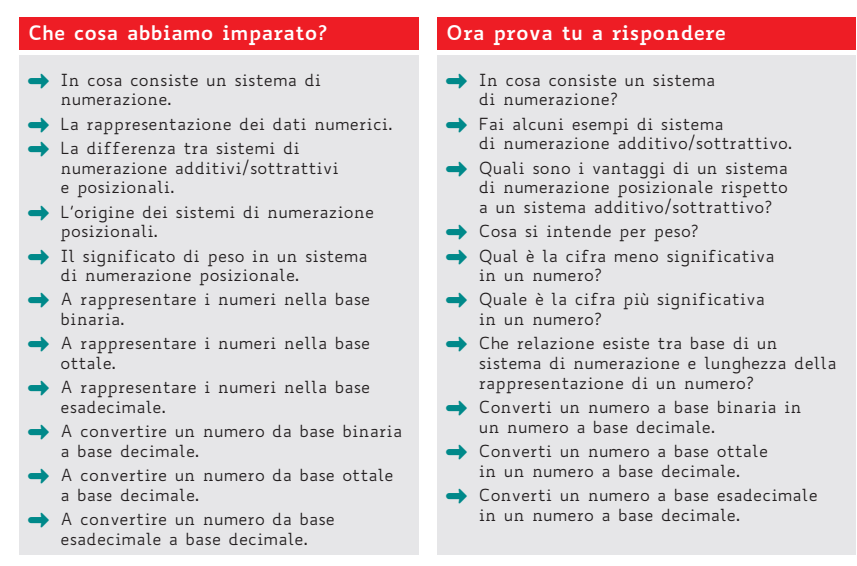 Che cosa abbiamo imparato?
In cosa consiste un sistema di
numerazione.
La rappresentazione dei dati numerici.
La differenza tra sistemi di
numerazione additivi/sottrattivi
e posizionali.
L'origine dei sistemi di numerazione
posizionali.
Il significato di peso in un sistema
di numerazione posizionale.
A rappresentare i numeri nella base
binaria.
A rappresentare i numeri nella base
ottale.
A rappresentare i numeri nella base
esadecimale.
A convertire un numero da base binaria
a base decimale.
A convertire un numero da base ottale
a base decimale.
A convertire un numero da base
esadecimale a base decimale.
Ora prova tu a rispondere
In cosa consiste un sistema
di numerazione?
Fai alcuni esempi di sistema
di numerazione additivo/sottrattivo.
Quali sono i vantaggi di un sistema
di numerazione posizionale rispetto
a un sistema additivo/sottrattivo?
Cosa si intende per peso?
Qual è la cifra meno significativa
in un numero?
Quale è la cifra più significativa
in un numero?
Che relazione esiste tra base di un
sistema di numerazione e lunghezza della
rappresentazione di un numero?
Converti un numero a base binaria in
un numero a base decimale.
Converti un numero a base ottale
in un numero a base decimale.
Converti un numero a base esadecimale
in un numero a base decimale.